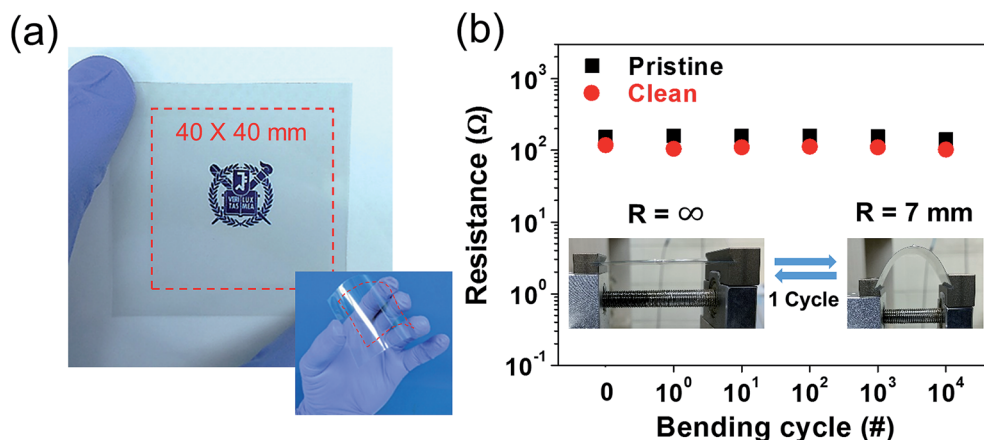 (a)
40 X 40 mm
VERI LUX
TAS MEA
(b)
Resistance (Ω)
10³
10²
10¹
10⁰
10⁻¹
Pristine
Clean
R = ∞
R = 7 mm
1 Cycle
0 10⁰ 10¹ 10² 10³ 10⁴
Bending cycle (#)